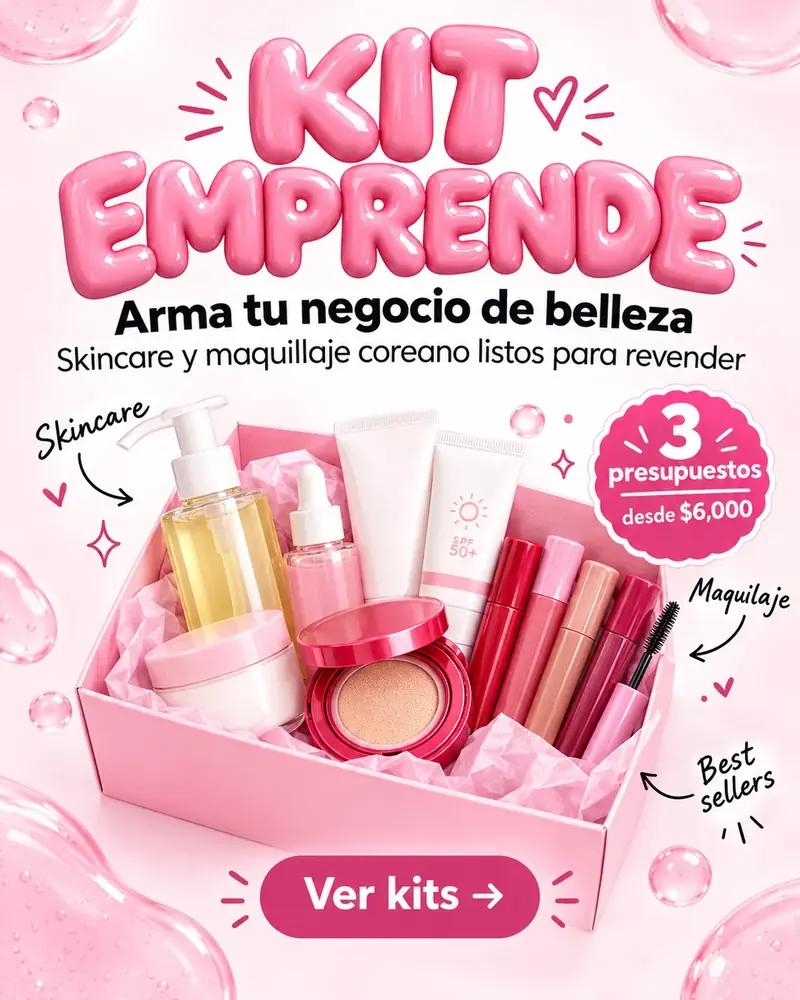 KIT
EMPRENDE
Arma tu negocio de belleza
Skincare y maquillaje coreano listos para revender
Skincare
3
presupuestos
desde $6,000
SPF
50+
Maquilaje
Best
sellers
Ver kits →